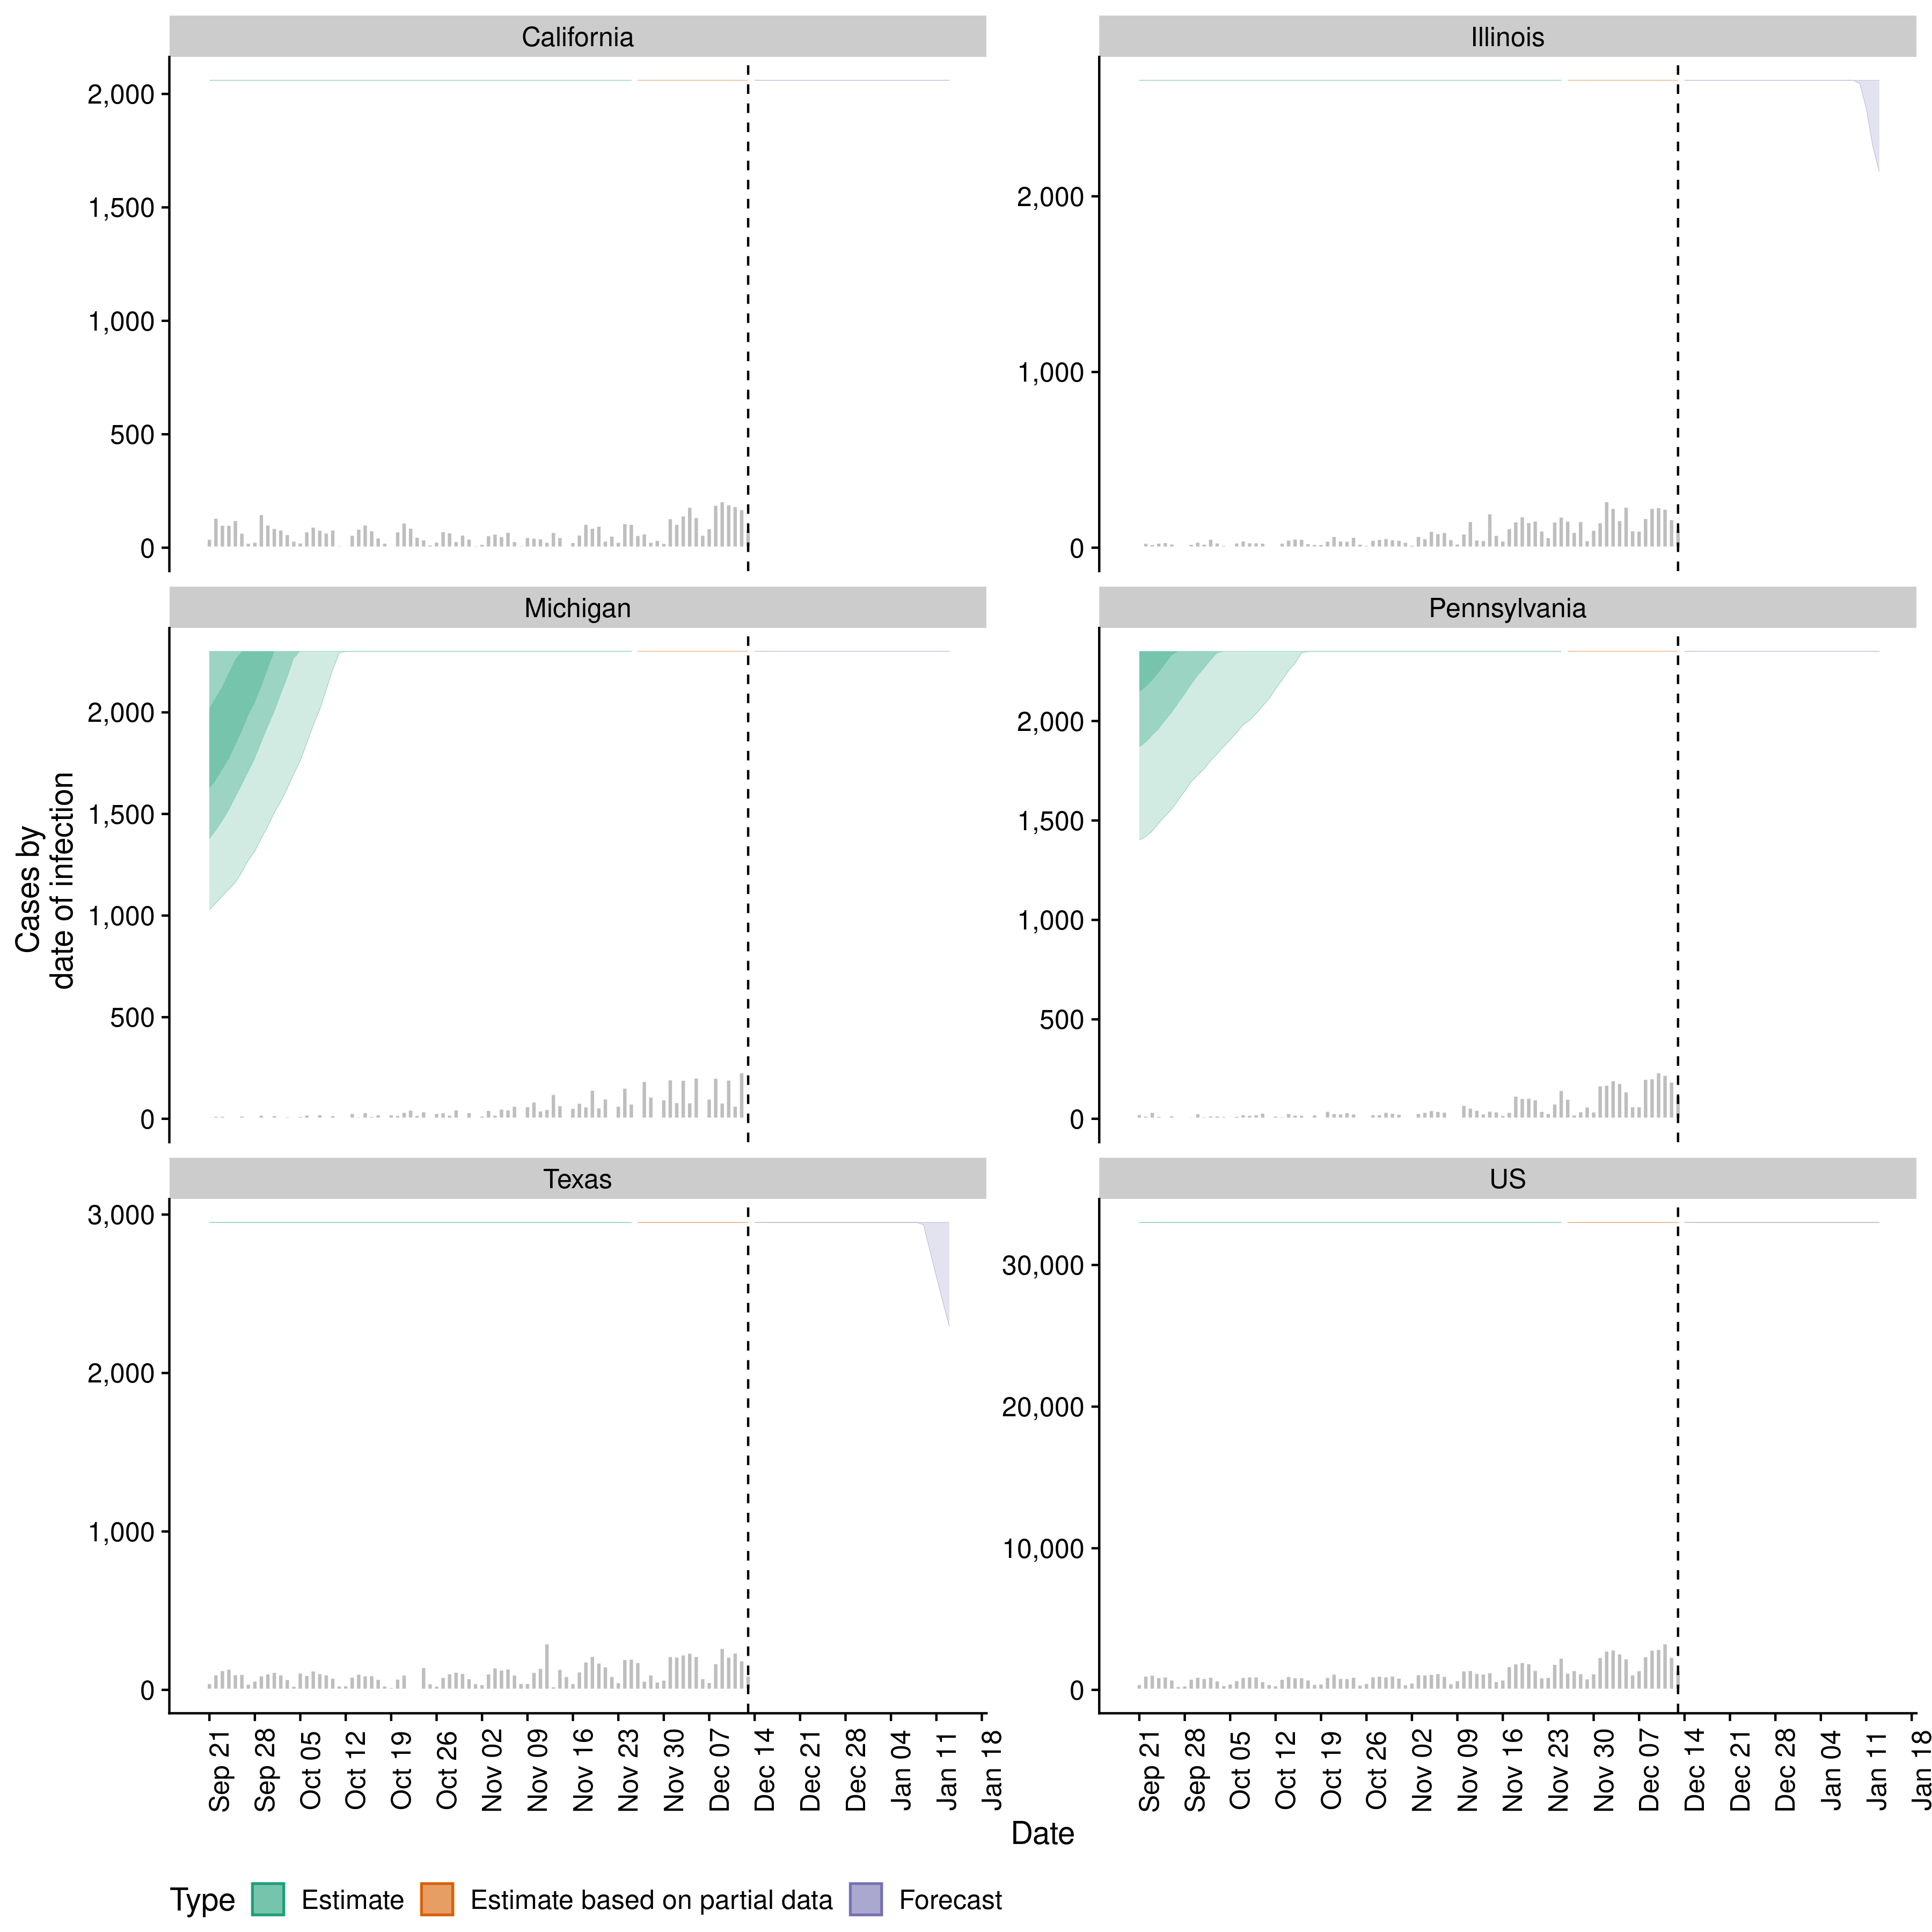 California
Illinois
2,000
1,500
1,000
500
0
2,000
1,000
0
Michigan
Pennsylvania
2,000
1,500
1,000
500
0
2,000
1,500
1,000
500
0
Cases by
date of infection
Texas
US
3,000
2,000
1,000
0
30,000
20,000
10,000
0
Sep 21
Sep 28
Oct 05
Oct 12
Oct 19
Oct 26
Nov 02
Nov 09
Nov 16
Nov 23
Nov 30
Dec 07
Dec 14
Dec 21
Dec 28
Jan 04
Jan 11
Jan 18
Sep 21
Sep 28
Oct 05
Oct 12
Oct 19
Oct 26
Nov 02
Nov 09
Nov 16
Nov 23
Nov 30
Dec 07
Dec 14
Dec 21
Dec 28
Jan 04
Jan 11
Jan 18
Date
Type Estimate Estimate based on partial data Forecast